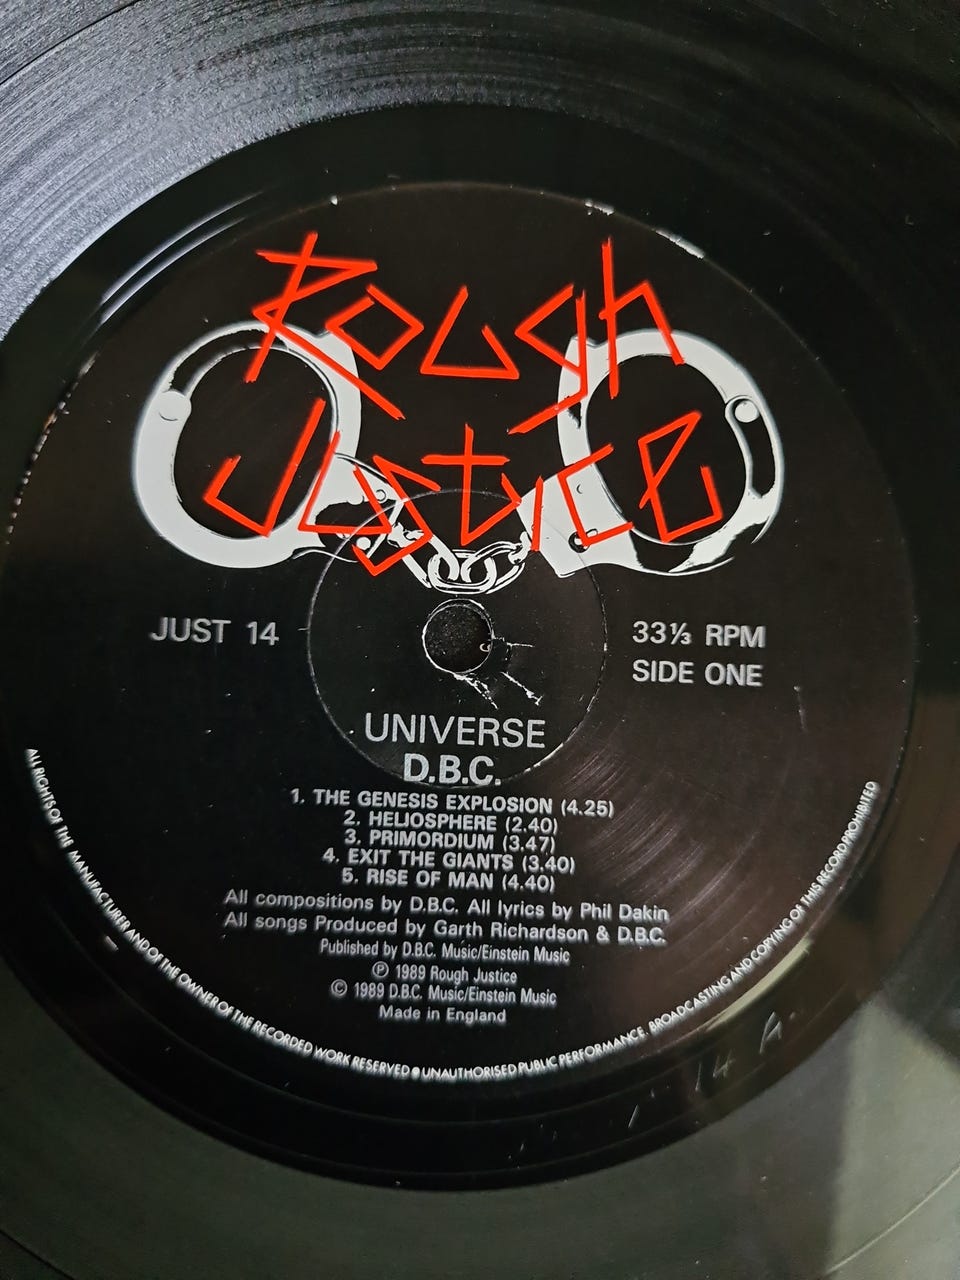 Rough
Justice
JUST 14
33⅓ RPM
SIDE ONE
UNIVERSE
D.B.C.
1. THE GENESIS EXPLOSION (4.25)
2. HELIOSPHERE (2.40)
3. PRIMORDIUM (3.47)
4. EXIT THE GIANTS (3.40)
5. RISE OF MAN (4.40)
All compositions by D.B.C. All lyrics by Phil Dakin
All songs Produced by Garth Richardson & D.B.C.
Published by D.B.C. Music/Einstein Music
℗ 1989 Rough Justice
© 1989 D.B.C. Music/Einstein Music
Made in England
ALL RIGHTS OF THE MANUFACTURER AND OF THE OWNER OF THE RECORDED WORK RESERVED ● UNAUTHORISED PUBLIC PERFORMANCE. BROADCASTING AND COPYING OF THIS RECORD PROHIBITED
14 A.